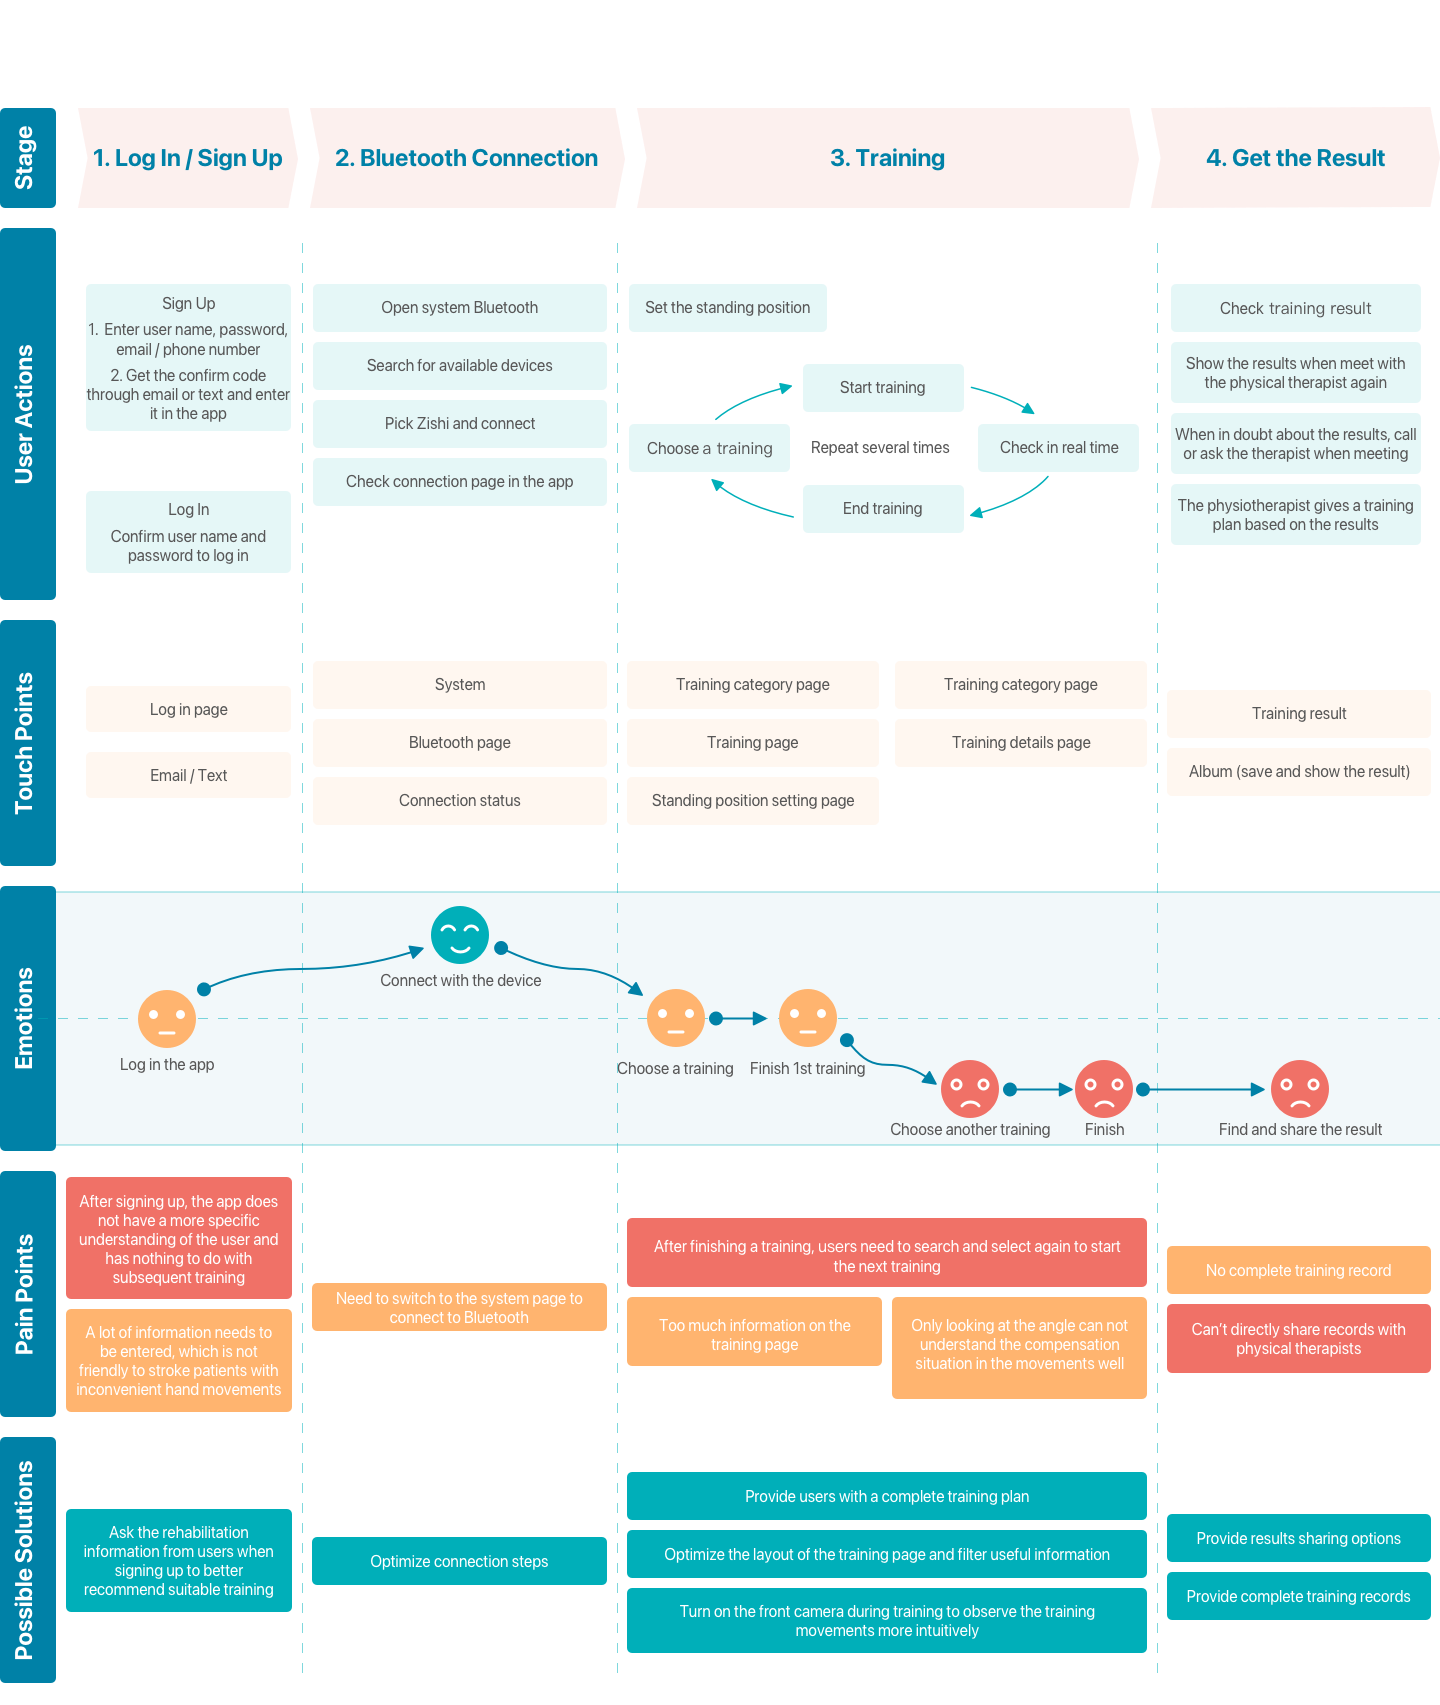 Stage
1. Log In / Sign Up
2. Bluetooth Connection
3. Training
4. Get the Result
User Actions
Sign Up
1. Enter user name, password,
email / phone number
2. Get the confirm code
through email or text and enter
it in the app
Log In
Confirm user name and
password to log in
Open system Bluetooth
Search for available devices
Pick Zishi and connect
Check connection page in the app
Set the standing position
Start training
Choose a training
Repeat several times
Check in real time
End training
Check training result
Show the results when meet with
the physical therapist again
When in doubt about the results, call
or ask the therapist when meeting
The physiotherapist gives a training
plan based on the results
Touch Points
Log in page
Email / Text
System
Bluetooth page
Connection status
Training category page
Training page
Standing position setting page
Training category page
Training details page
Training result
Album (save and show the result)
Emotions
Log in the app
Connect with the device
Choose a training
Finish 1st training
Choose another training
Finish
Find and share the result
Pain Points
After signing up, the app does
not have a more specific
understanding of the user and
has nothing to do with
subsequent training
A lot of information needs to
be entered, which is not
friendly to stroke patients with
inconvenient hand movements
Need to switch to the system page to
connect to Bluetooth
After finishing a training, users need to search and select again to start
the next training
Too much information on the
training page
Only looking at the angle can not
understand the compensation
situation in the movements well
No complete training record
Can’t directly share records with
physical therapists
Possible Solutions
Ask the rehabilitation
information from users when
signing up to better
recommend suitable training
Optimize connection steps
Provide users with a complete training plan
Optimize the layout of the training page and filter useful information
Turn on the front camera during training to observe the training
movements more intuitively
Provide results sharing options
Provide complete training records